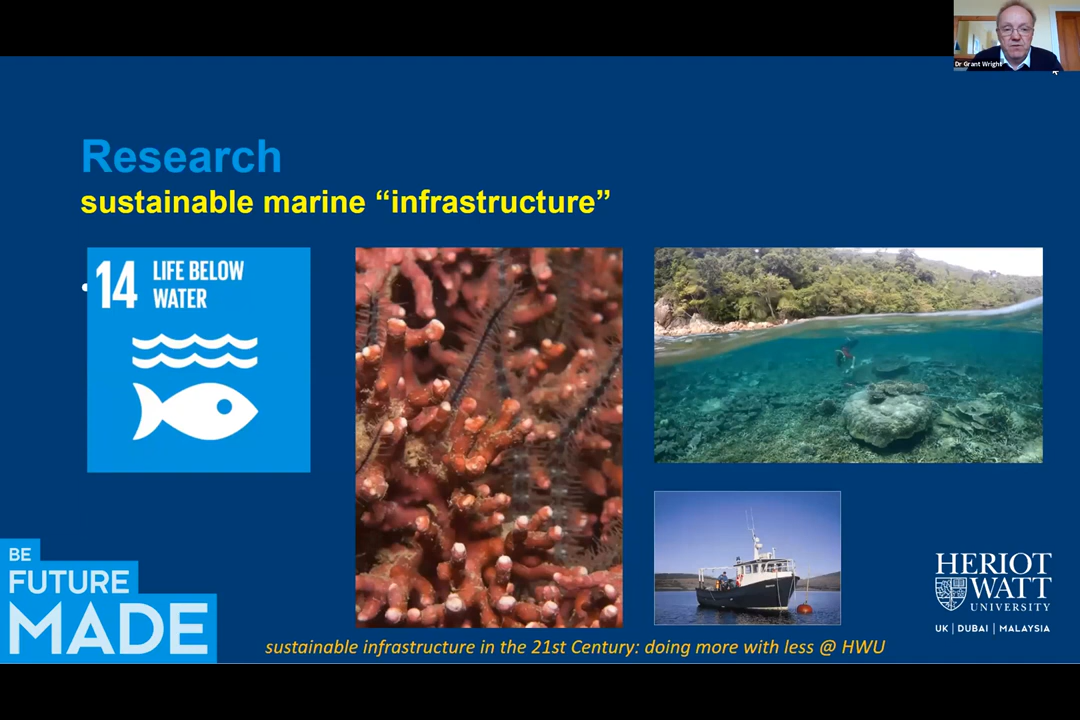 Dr Grant Wright
Research
sustainable marine “infrastructure”
14 LIFE BELOW
WATER
BE
FUTURE
MADE
HERIOT
WATT
UNIVERSITY
UK | DUBAI | MALAYSIA
sustainable infrastructure in the 21st Century: doing more with less @ HWU